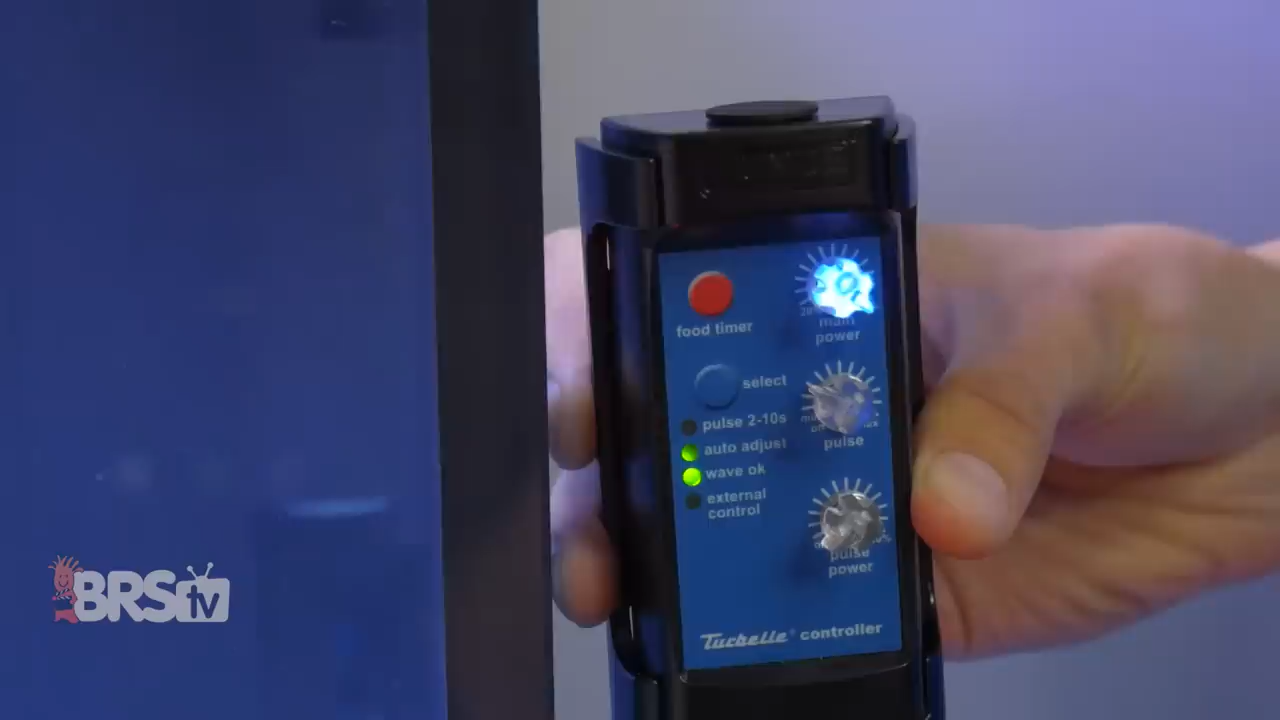 food timer
main
power
select
pulse 2-10s
auto adjust
pulse
wave ok
external
control
pulse
power
Turbelle® controller
BRStv